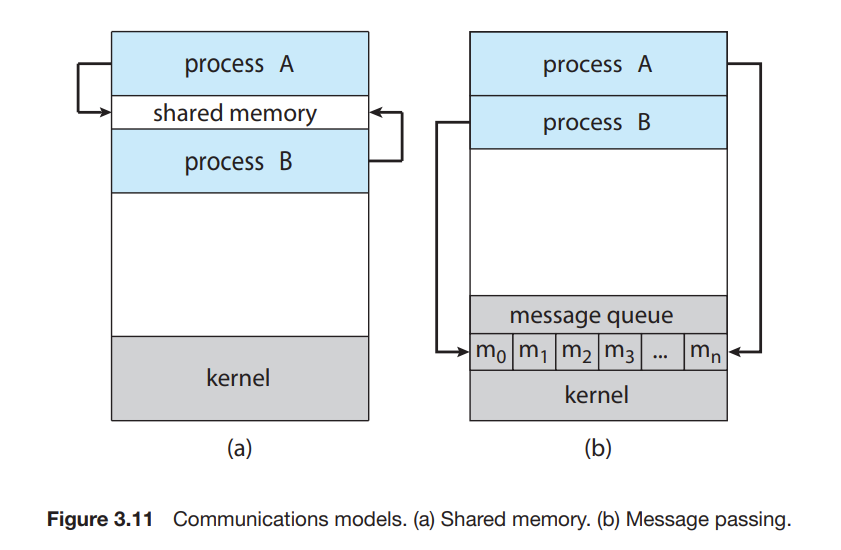 process A
shared memory
process B
kernel
(a)
process A
process B
message queue
m0 m1 m2 m3 ... mn
kernel
(b)
Figure 3.11 Communications models. (a) Shared memory. (b) Message passing.